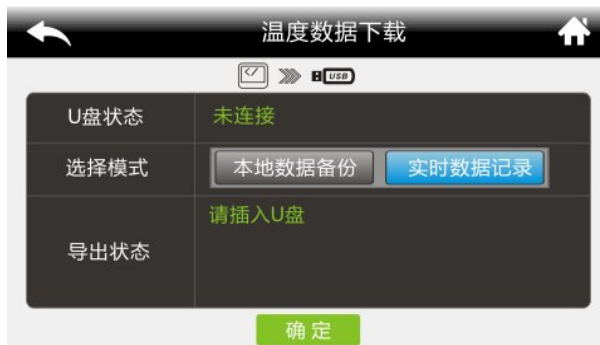 温度数据下载
USB
U盘状态
未连接
选择模式
本地数据备份
实时数据记录
导出状态
请插入U盘
确定